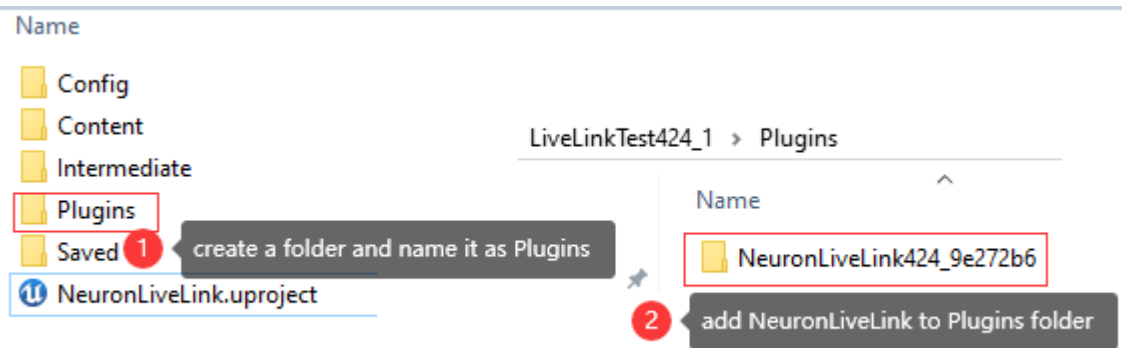 Name
Config
Content
Intermediate
Plugins
Saved
1
create a folder and name it as Plugins
NeuronLiveLink.uproject
LiveLinkTest424_1 > Plugins
Name
NeuronLiveLink424_9e272b6
2
add NeuronLiveLink to Plugins folder